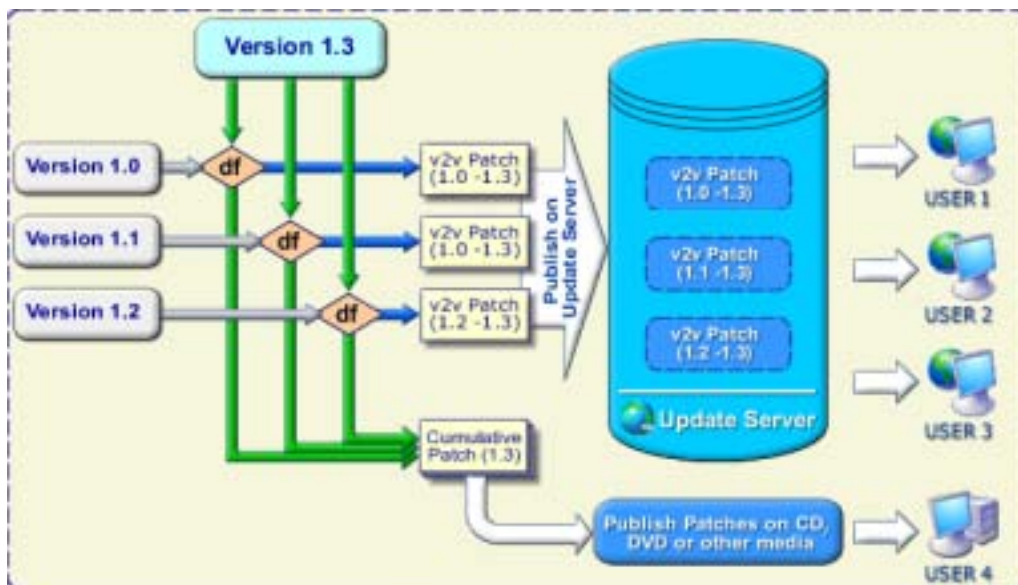 Version 1.3
Version 1.0
df
v2v Patch
(1.0 -1.3)
Version 1.1
df
v2v Patch
(1.0 -1.3)
Version 1.2
df
v2v Patch
(1.2 -1.3)
Publish on
Update Server
v2v Patch
(1.0 -1.3)
v2v Patch
(1.1 -1.3)
v2v Patch
(1.2 -1.3)
Update Server
USER 1
USER 2
USER 3
Cumulative
Patch (1.3)
Publish Patches on CD,
DVD or other media
USER 4